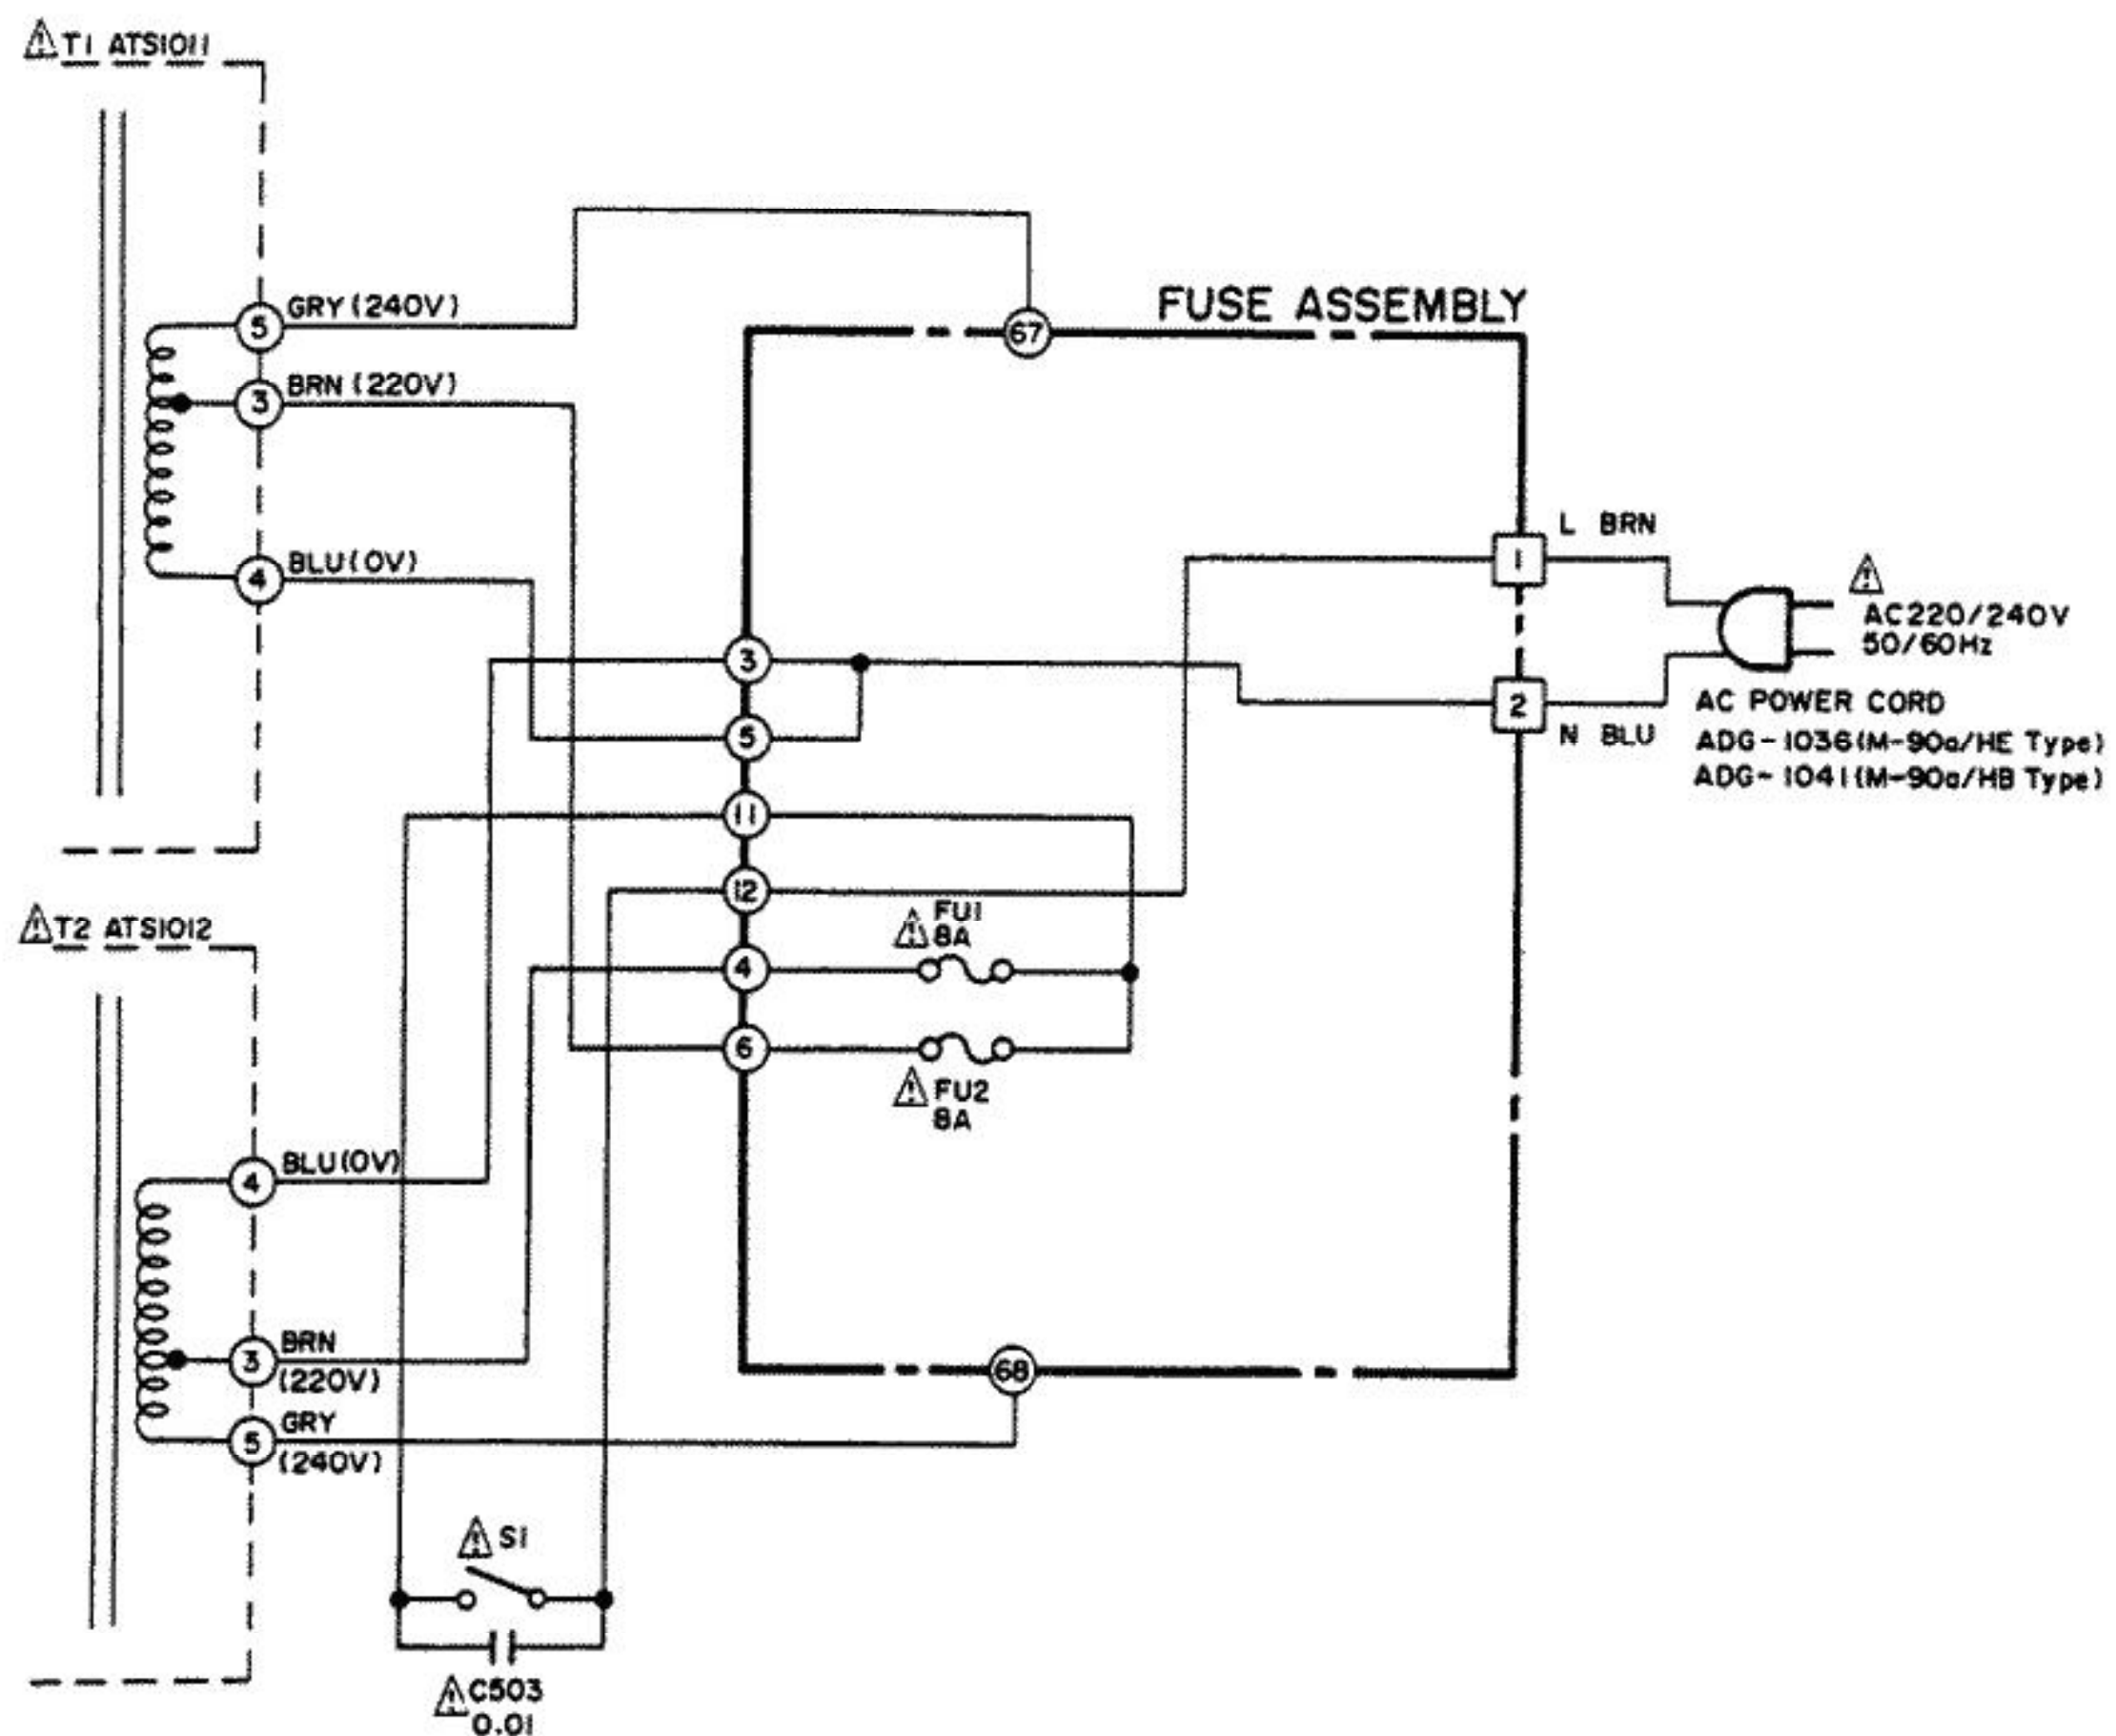 T1 ATS1011
GRY (240V)
5
67
FUSE ASSEMBLY
BRN (220V)
3
L BRN
1
BLU(0V)
4
AC220/240V
50/60Hz
3
2
AC POWER CORD
N BLU
5
ADG-1036(M-90a/HE Type)
ADG-1041(M-90a/HB Type)
11
12
T2 ATS1012
FU1
8A
4
6
FU2
8A
BLU(0V)
4
BRN
3
(220V)
68
GRY
5
(240V)
S1
C503
0.01